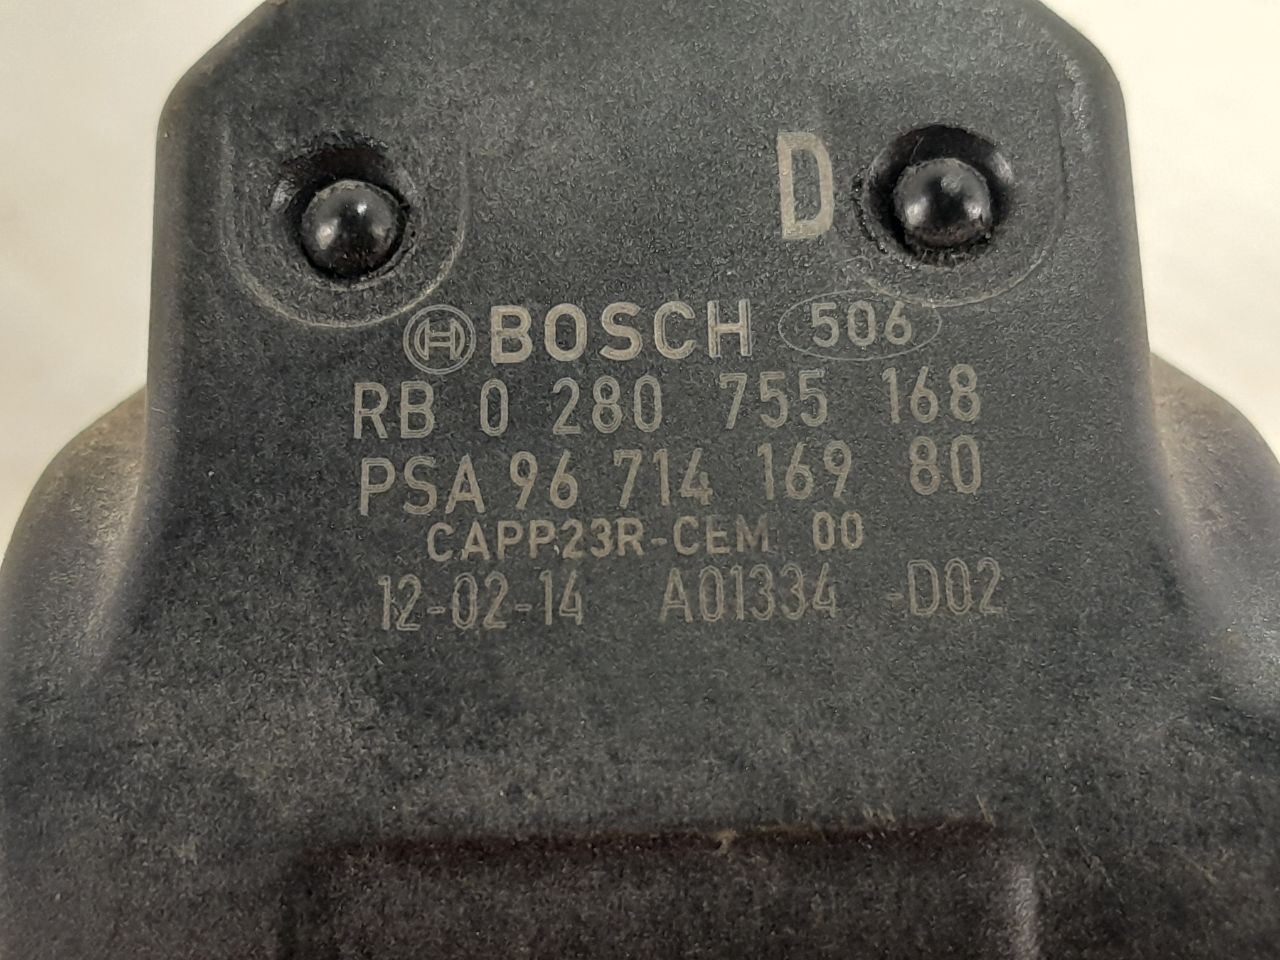 D
BOSCH 506
RB 0 280 755 168
PSA 96 714 169 80
CAPP23R-CEM 00
12-02-14 A01334 -D02